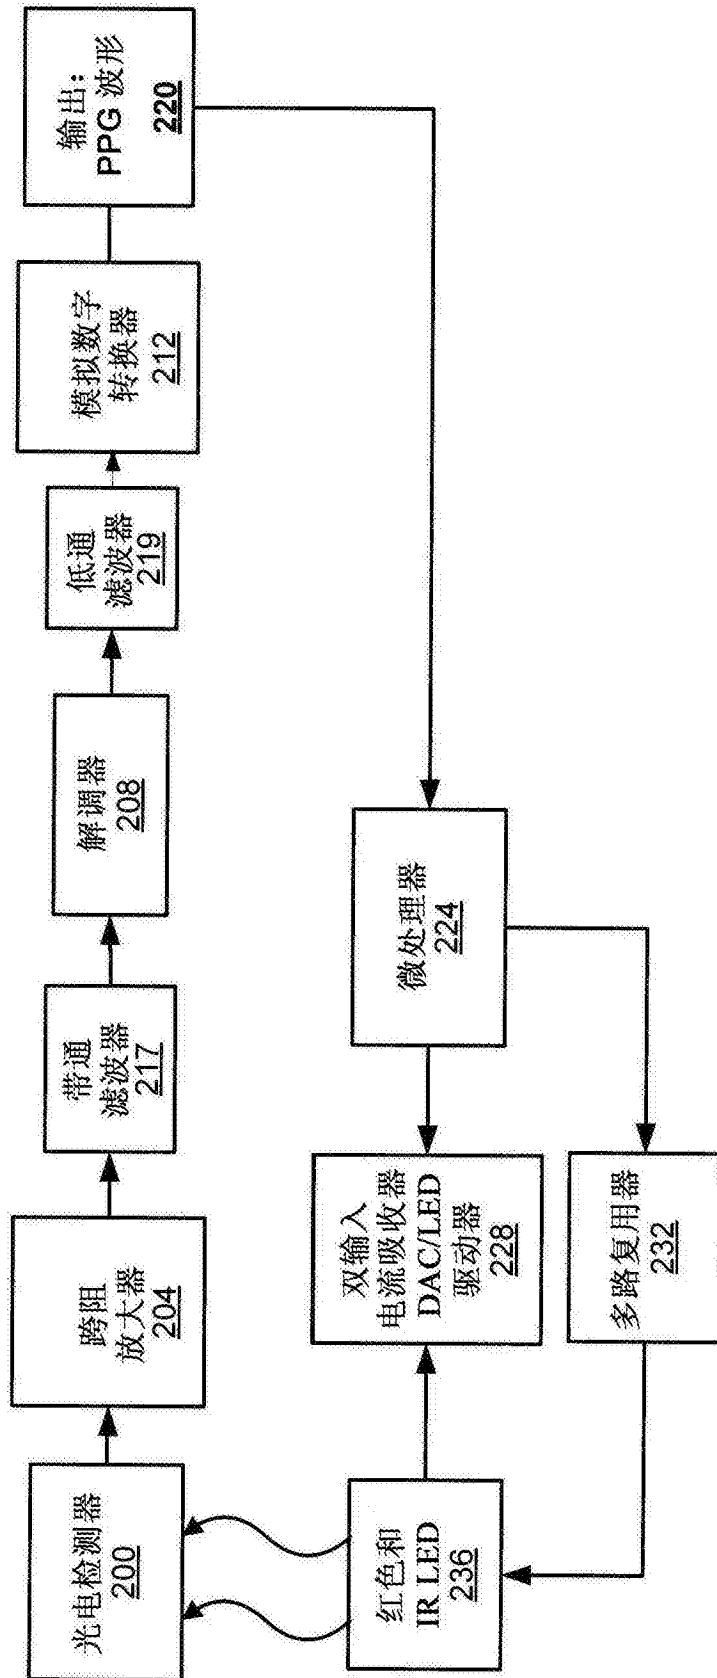 光电检测器
200
跨阻
放大器
204
带通
滤波器
217
解调器
208
低通
滤波器
219
模拟数字
转换器
212
输出:
PPG 波形
220
红色和
IR LED
236
双输入
电流吸收器
DAC/LED
驱动器
228
微处理器
224
多路复用器
232